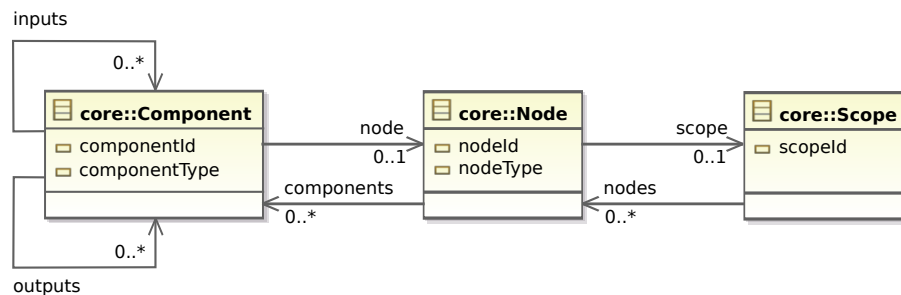 inputs
0..*
core::Component
componentId
componentType
node
0..1
components
0..*
core::Node
nodeId
nodeType
scope
0..1
nodes
0..*
core::Scope
scopeId
0..*
outputs